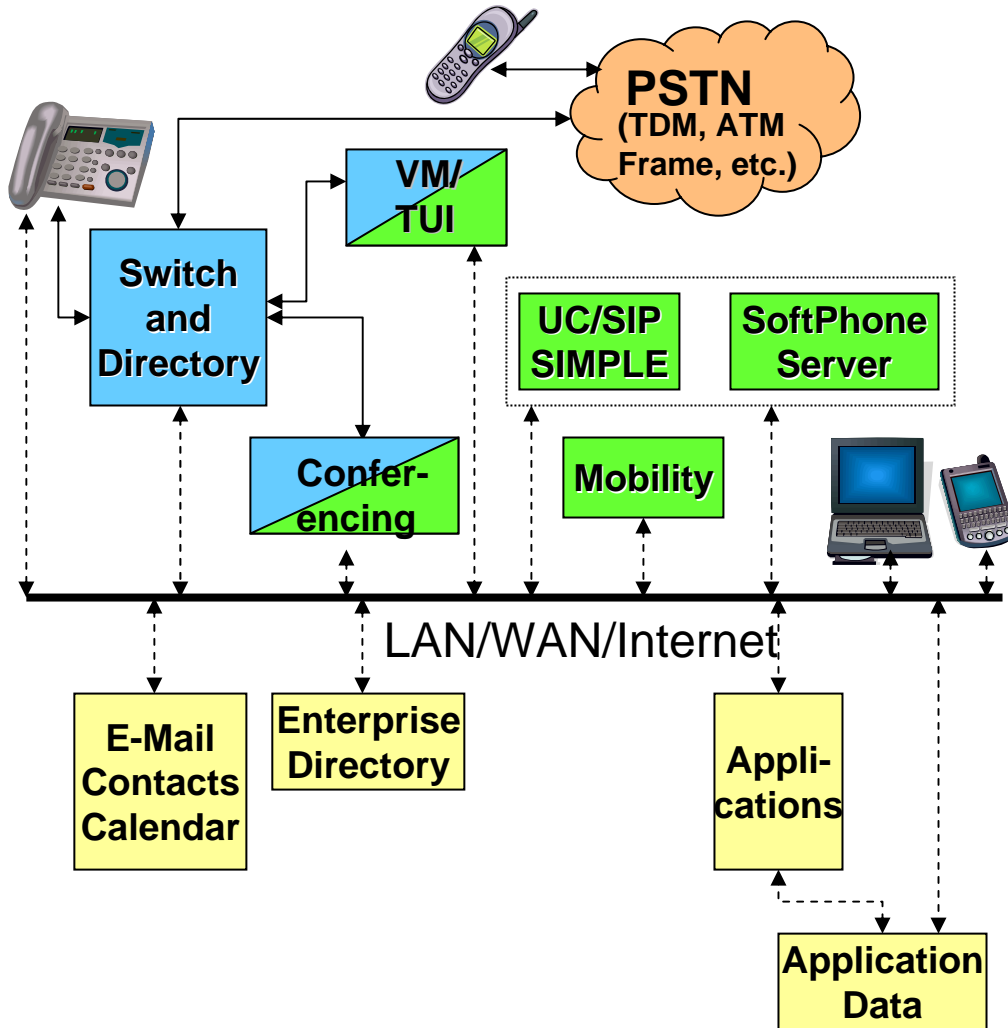 PSTN
(TDM, ATM
Frame, etc.)
VM/
TUI
Switch
and
Directory
UC/SIP
SIMPLE
SoftPhone
Server
Confer-
encing
Mobility
LAN/WAN/Internet
E-Mail
Contacts
Calendar
Enterprise
Directory
Appli-
cations
Application
Data